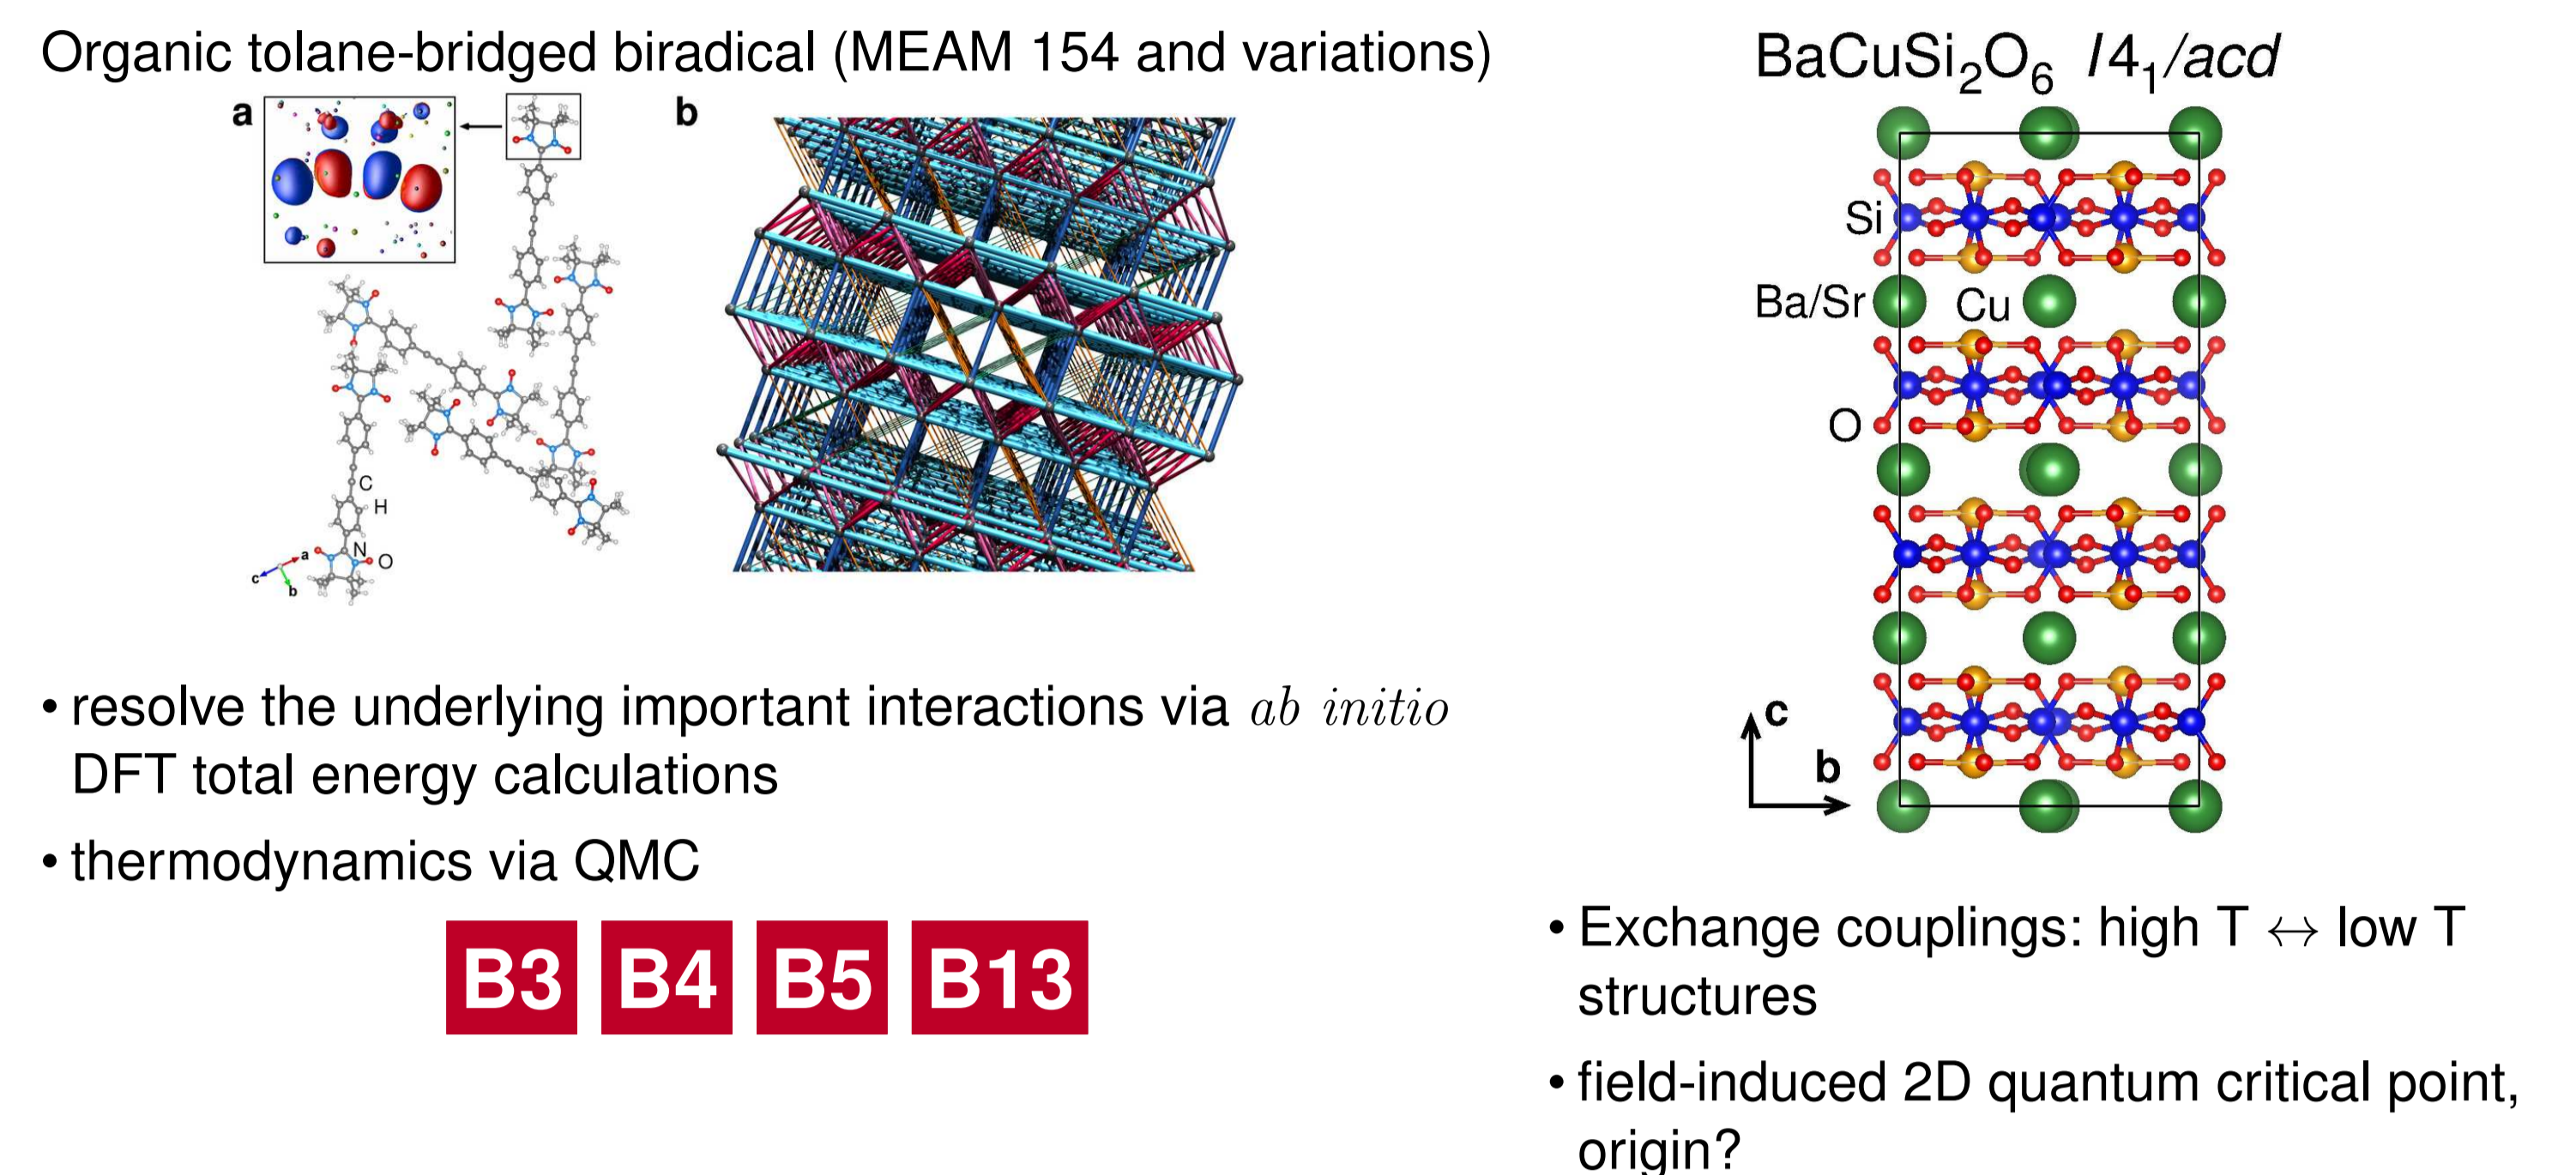 Organic tolane-bridged biradical (MEAM 154 and variations)
a
b
C
H
N
O
a
c
b
• resolve the underlying important interactions via ab initio
DFT total energy calculations
• thermodynamics via QMC
B3 B4 B5 B13
BaCuSi₂O₆ I4₁/acd
Si
Ba/Sr
Cu
O
c
b
• Exchange couplings: high T ↔ low T
structures
• field-induced 2D quantum critical point,
origin?